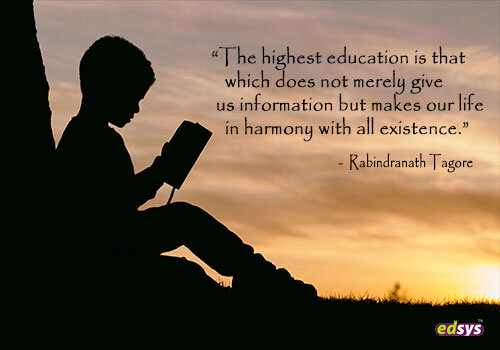 “The highest education is that
which does not merely give
us information but makes our life
in harmony with all existence.”
- Rabindranath Tagore
edsys™